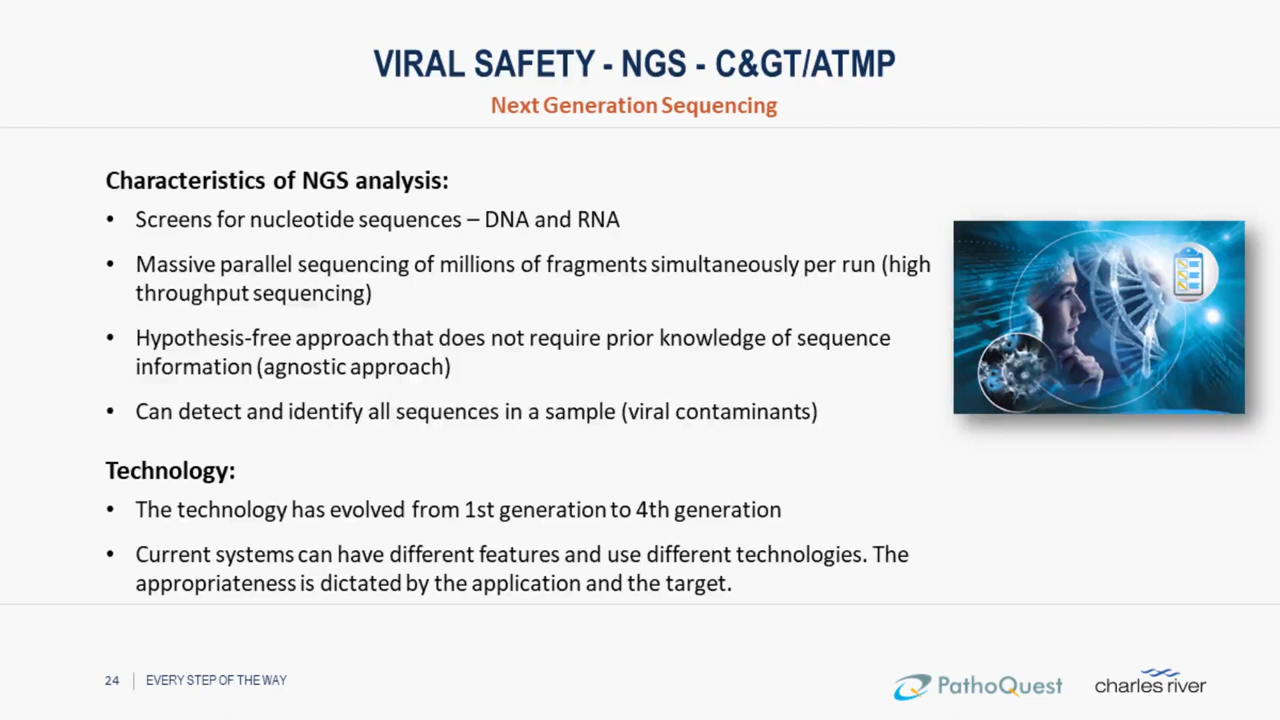 VIRAL SAFETY - NGS - C&GT/ATMP
Next Generation Sequencing
Characteristics of NGS analysis:
• Screens for nucleotide sequences – DNA and RNA
• Massive parallel sequencing of millions of fragments simultaneously per run (high
throughput sequencing)
• Hypothesis-free approach that does not require prior knowledge of sequence
information (agnostic approach)
• Can detect and identify all sequences in a sample (viral contaminants)
Technology:
• The technology has evolved from 1st generation to 4th generation
• Current systems can have different features and use different technologies. The
appropriateness is dictated by the application and the target.
24 EVERY STEP OF THE WAY
PathoQuest
charles river